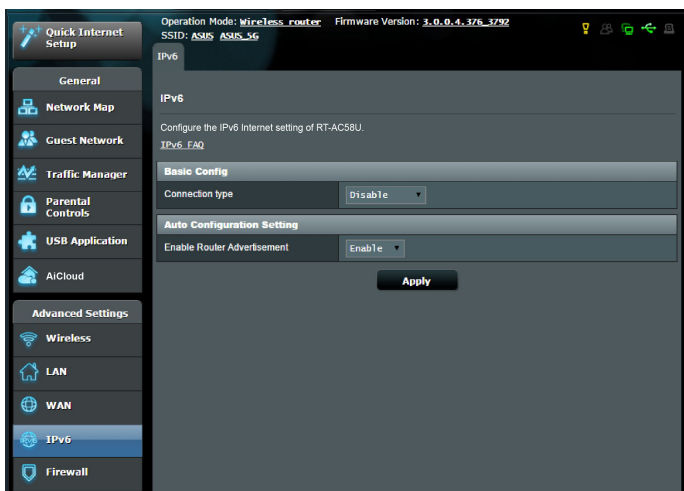 Quick Internet
Setup
Operation Mode: Wireless router Firmware Version: 3.0.0.4.376_3792
SSID: ASUS ASUS_5G
IPv6
General
Network Map
Guest Network
Traffic Manager
Parental
Controls
USB Application
AiCloud
Advanced Settings
Wireless
LAN
WAN
IPv6
Firewall
IPv6
Configure the IPv6 Internet setting of RT-AC58U.
IPv6 FAQ
Basic Config
Connection type Disable
Auto Configuration Setting
Enable Router Advertisement Enable
Apply